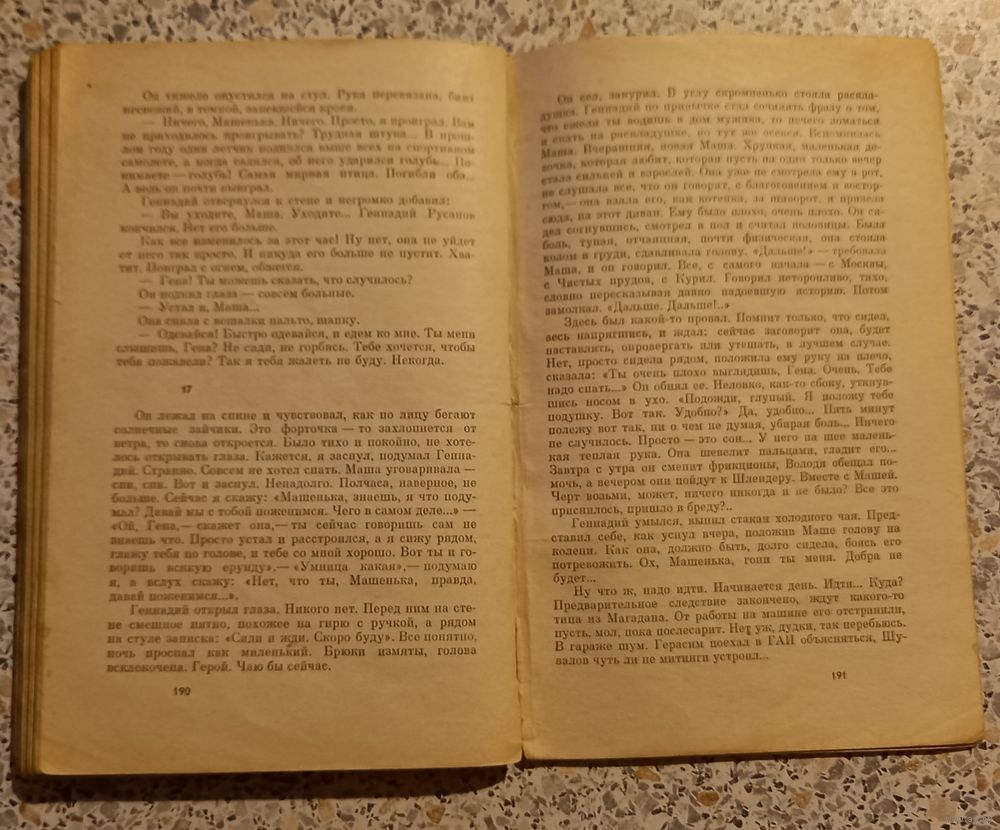 Он тяжело опустился на стул. Рука перевязана, бинт
несвежий, в темной, запекшейся крови.
— Ничего, Машенька. Ничего. Просто, я проиграл. Вам
не приходилось проигрывать? Трудная штука... В прош-
лом году один летчик поднялся выше всех на спортивном
самолете, а когда садился, об него ударился голубь... По-
нимаете — голубь! Самая мирная птица. Погибли оба...
А ведь он почти выиграл.
Геннадий отвернулся к стене и негромко добавил:
— Вы уходите, Маша. Уходите... Геннадий Русанов
кончился. Нет его больше.
Как все изменилось за этот час! Ну нет, она не уйдет
от него так просто. И никуда его больше не пустит. Хва-
тит. Поиграл с огнем, обжегся.
— Гена! Ты можешь сказать, что случилось?
Он поднял глаза — совсем больные.
— Устал я, Маша...
Она сняла с вешалки пальто, шапку.
— Одевайся! Быстро одевайся, и едем ко мне. Ты меня
слышишь, Гена? Не сиди, не горбись. Тебе хочется, чтобы
тебя пожалели? Так я тебя жалеть не буду. Некогда.
17
Он лежал на спине и чувствовал, как по лицу бегают
солнечные зайчики. Это форточка — то захлопнется от
ветра, то снова откроется. Было тихо и покойно, не хоте-
лось открывать глаза. Кажется, я заснул, подумал Генна-
дий. Странно. Совсем не хотел спать. Маша уговаривала —
спи, спи. Вот и заснул. Ненадолго. Полчаса, наверное, не
больше. Сейчас я скажу: «Машенька, знаешь, я что поду-
мал? Давай мы с тобой поженимся. Чего в самом деле...» —
«Ой, Гена,— скажет она,— ты сейчас говоришь сам не
знаешь что. Просто устал и расстроился, а я сижу рядом,
глажу тебя по голове, и тебе со мной хорошо. Вот ты и го-
воришь всякую ерунду».— «Умница какая»,— подумаю
я, а вслух скажу: «Нет, что ты, Машенька, правда,
давай поженимся...».
Геннадий открыл глаза. Никого нет. Перед ним на сте-
не смешное пятно, похожее на гирю с ручкой, а рядом
на стуле записка: «Сиди и жди. Скоро буду». Все понятно,
ночь проспал как миленький. Брюки измяты, голова
всклокочена. Герой. Чаю бы сейчас.
190
Он сел, закурил. В углу скромненько стояла раскла-
душка. Геннадий по привычке стал сочинять фразу о том,
что ежели ты водишь в дом мужика, то нечего ломаться
и спать на раскладушке, но тут же осекся. Вспомнилась
Маша. Вчерашняя, новая Маша. Хрупкая, маленькая де-
вочка, которая любит, которая пусть на один только вечер
стала сильней и взрослей. Она уже не смотрела ему в рот,
не слушала все, что он говорит, с благоговением и востор-
гом,— она взяла его, как котенка, за шиворот, и привела
сюда, на этот диван. Ему было плохо, очень плохо. Он си-
дел согнувшись, смотрел в пол и считал половицы. Была
боль, тупая, отчаянная, почти физическая, она стояла
колом в груди, сдавливала голову. «Дальше!» — требовала
Маша, и он говорил. Все, с самого начала — с Москвы,
с Чистых прудов, с Курил. Говорил неторопливо, тихо,
словно пересказывая давно надоевшую историю. Потом
замолкал. «Дальше. Дальше!..»
Здесь был какой-то провал. Помнит только, что сидел,
весь напрягшись, и ждал: сейчас заговорит она, будет
наставлять, опровергать или утешать, в лучшем случае.
Нет, просто сидела рядом, положила ему руку на плечо,
сказала: «Ты очень плохо выглядишь, Гена. Очень. Тебе
надо спать...» Он обнял ее. Неловко, как-то сбоку, уткнув-
шись носом в ухо. «Подожди, глупый. Я положу тебе
подушку. Вот так. Удобно?» Да, удобно... Пять минут
полежу вот так, ни о чем не думая, убирая боль... Ничего
не случилось. Просто — это сон... У него на шее малень-
кая теплая рука. Она шевелит пальцами, гладит его...
Завтра с утра он сменит фрикционы, Володя обещал по-
мочь, а вечером они пойдут к Шлендеру. Вместе с Машей.
Черт возьми, может, ничего никогда и не было? Все это
приснилось, пришло в бреду?..
Геннадий умылся, выпил стакан холодного чая. Пред-
ставил себе, как уснул вчера, положив Маше голову на
колени. Как она, должно быть, долго сидела, боясь его
потревожить. Ох, Машенька, гони ты меня. Добра не
будет...
Ну что ж, надо идти. Начинается день. Идти... Куда?
Предварительное следствие закончено, ждут какого-то
типа из Магадана. От работы на машине его отстранили,
пусть, мол, пока послесарит. Нет уж, дудки, так перебьюсь.
В гараже шум. Герасим поехал в ГАИ объясняться, Шу-
валов чуть ли не митинги устроил...
191